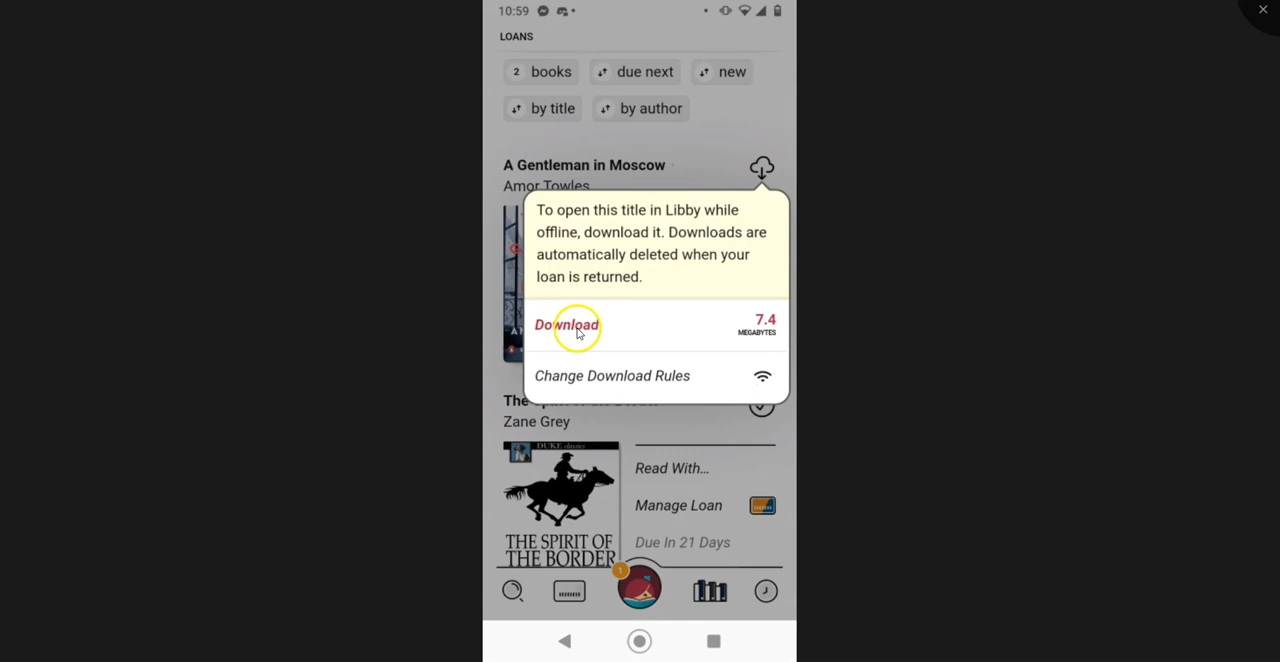 10:59
LOANS
2 books due next new
by title by author
A Gentleman in Moscow
Amor Towles
To open this title in Libby while
offline, download it. Downloads are
automatically deleted when your
loan is returned.
Download 7.4
MEGABYTES
Change Download Rules
The
Zane Grey
DUKE classics
Read With...
Manage Loan
THE SPIRIT OF
THE BORDER
Due In 21 Days
1